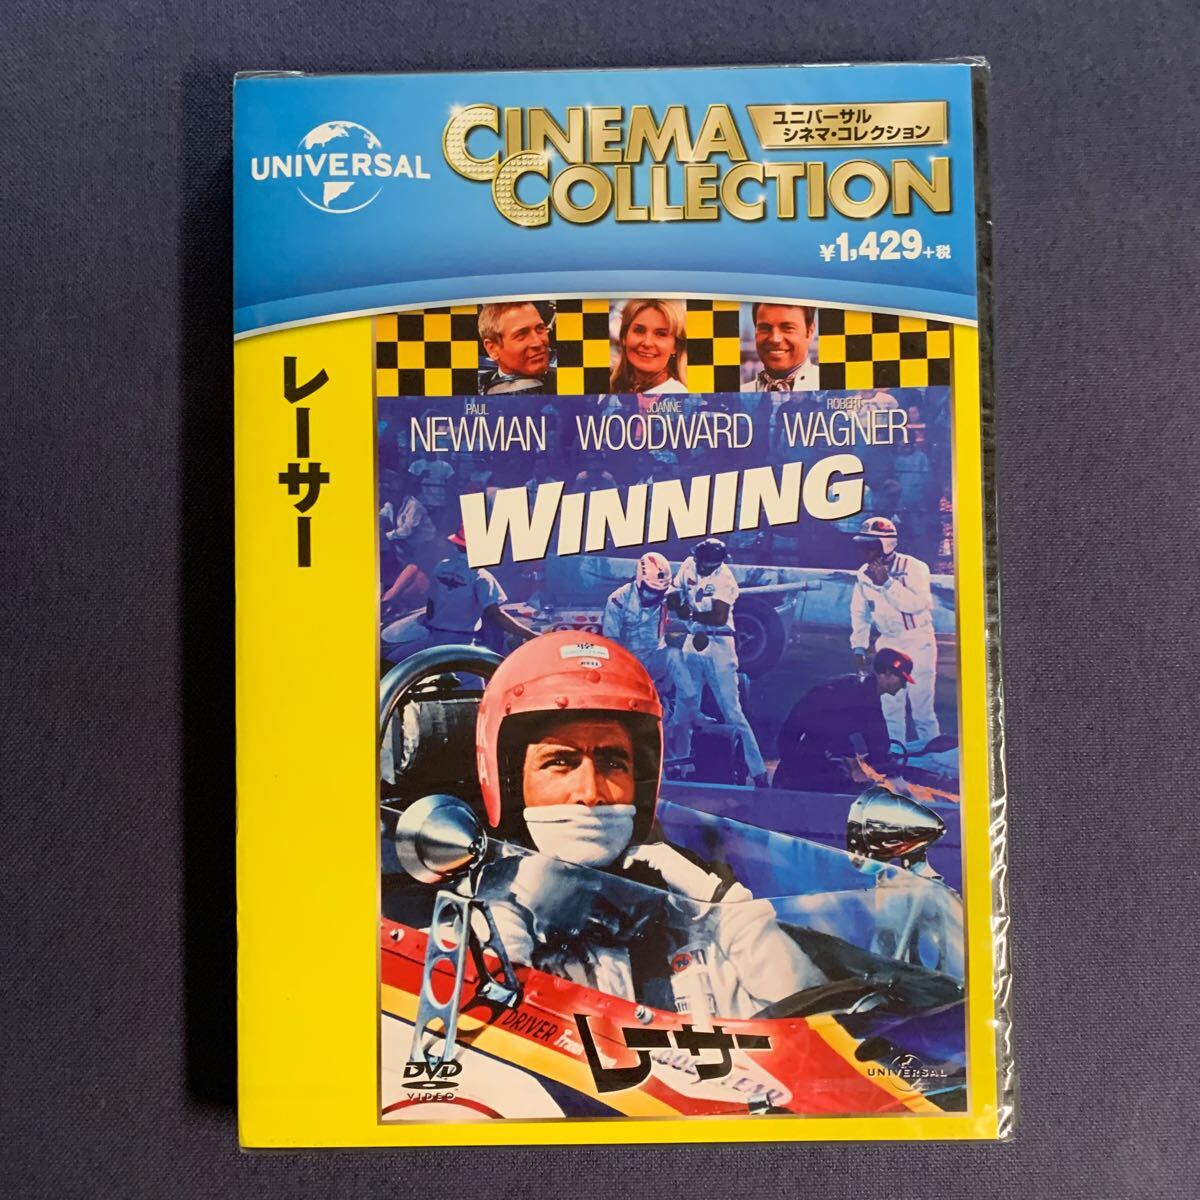 UNIVERSAL
CINEMA
COLLECTION
ユニバーサル
シネマ・コレクション
¥1,429+税
レーサー
PAUL
NEWMAN
JOANNE
WOODWARD
ROBERT
WAGNER
WINNING
BELL
DRIVER
レーサー
GOODYEAR
DVD
VIDEO
UNIVERSAL